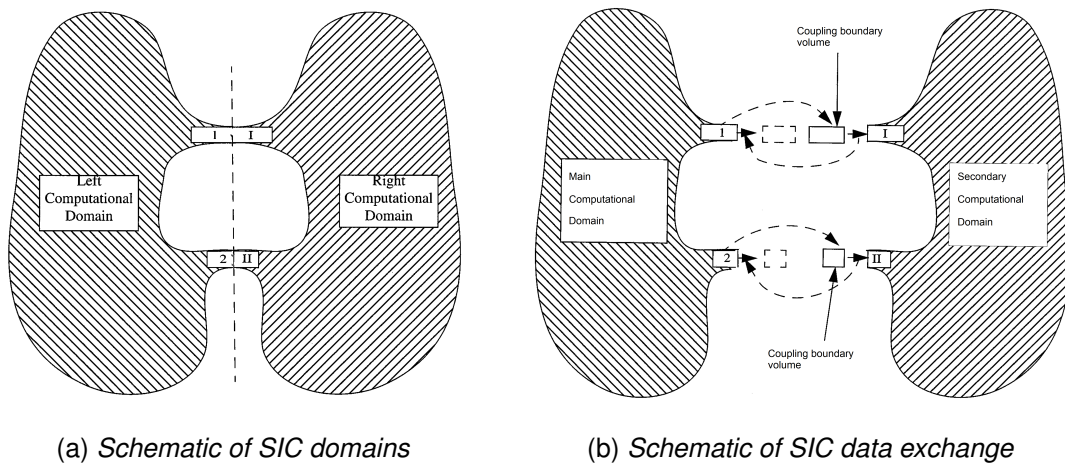 1 I
Left
Computational
Domain
Right
Computational
Domain
2 II
(a) Schematic of SIC domains
Coupling boundary
volume
1
I
Main
Computational
Domain
Secondary
Computational
Domain
2
II
Coupling boundary
volume
(b) Schematic of SIC data exchange